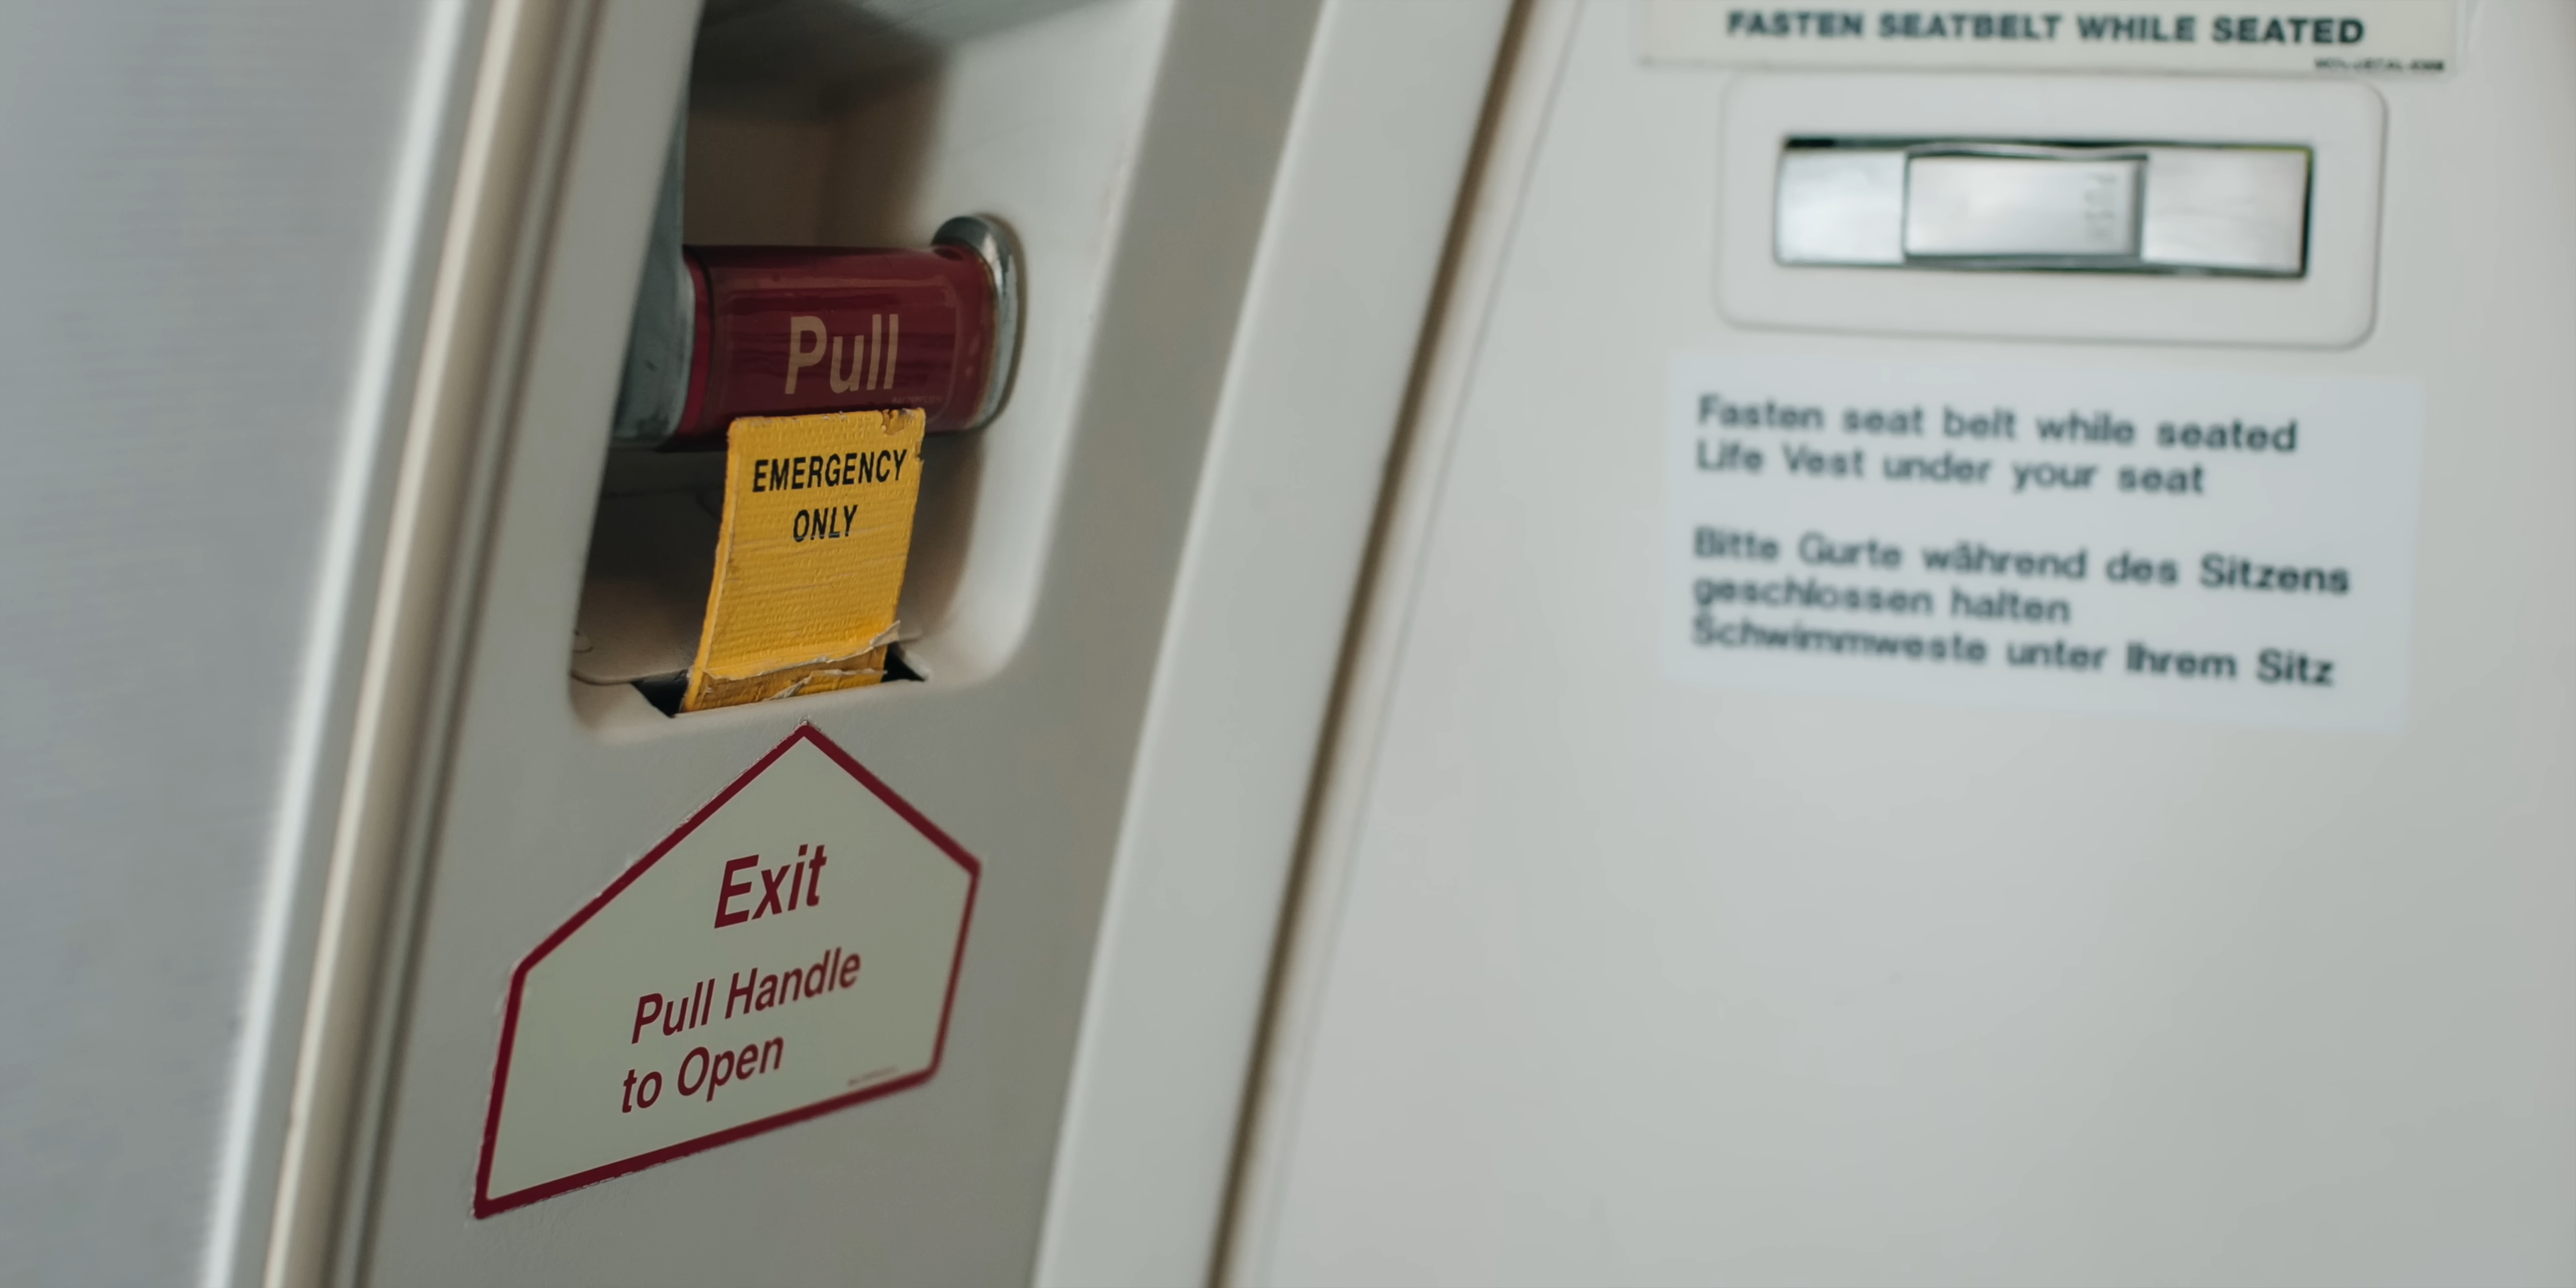 Pull
EMERGENCY
ONLY
Exit
Pull Handle
to Open
FASTEN SEATBELT WHILE SEATED
PUSH
Fasten seat belt while seated
Life Vest under your seat
Bitte Gurte während des Sitzens
geschlossen halten
Schwimmweste unter Ihrem Sitz